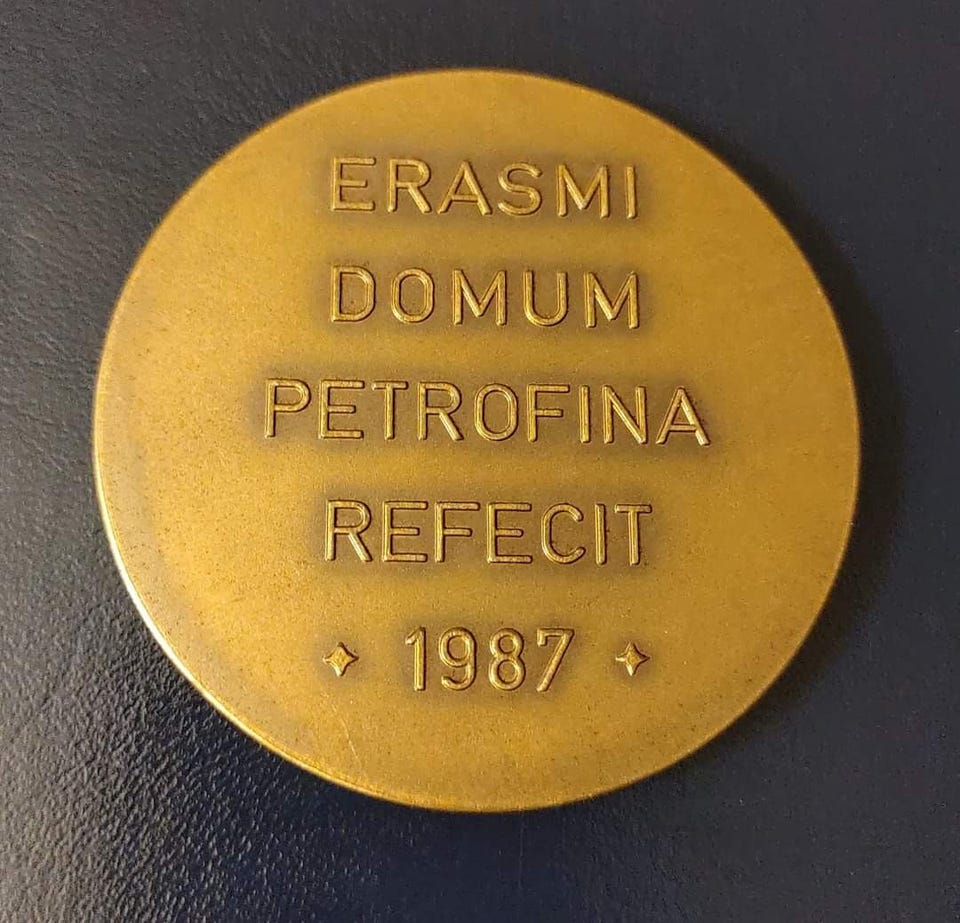 ERASMI
DOMUM
PETROFINA
REFECIT
✦ 1987 ✦